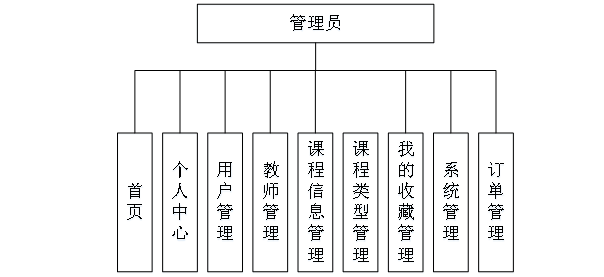 管理员
首页
个人中心
用户管理
教师管理
课程信息管理
课程类型管理
我的收藏管理
系统管理
订单管理